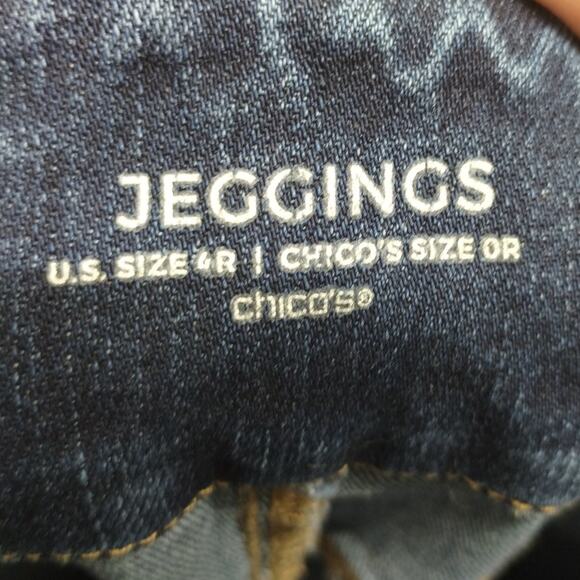 JEGGINGS
U.S. SIZE 4R | CHICO'S SIZE 0R
chico's®